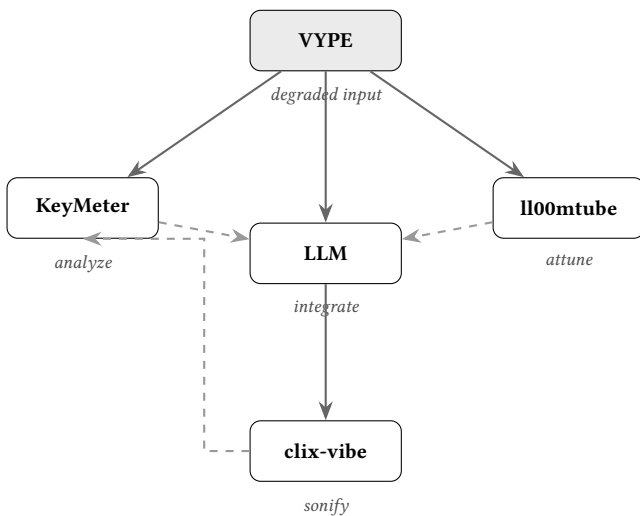 VYPE
degraded input
KeyMeter
ll00mtube
analyze
LLM
attune
integrate
clix-vibe
sonify